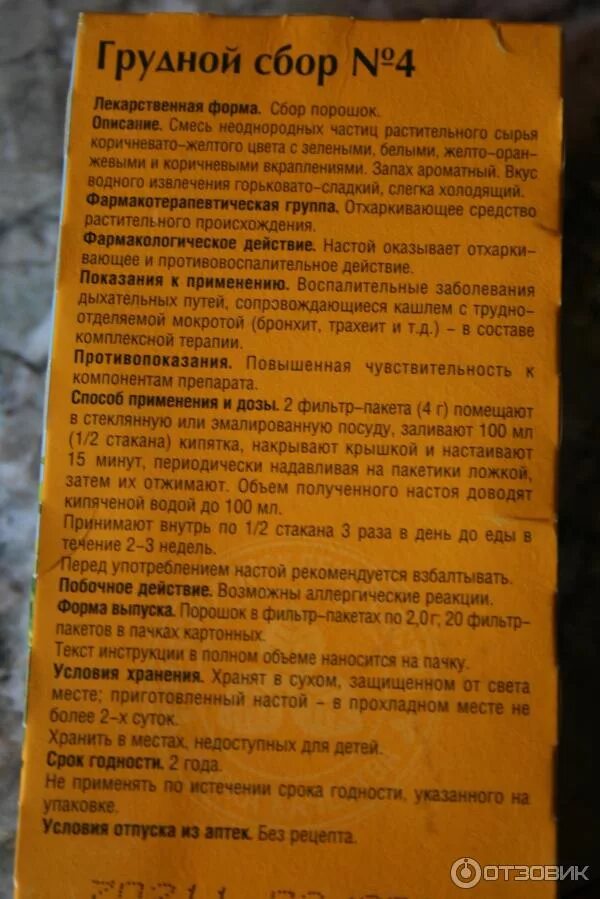 Грудной сбор №4
Лекарственная форма. Сбор порошок.
Описание. Смесь неоднородных частиц растительного сырья
коричневато–желтого цвета с зелеными, белыми, желто–оран–
жевыми и коричневыми вкраплениями. Запах ароматный. Вкус
водного извлечения горьковато–сладкий, слегка холодящий.
Фармакотерапевтическая группа. Отхаркивающее средство
растительного происхождения.
Фармакологическое действие. Настой оказывает отхарки–
вающее и противовоспалительное действие.
Показания к применению. Воспалительные заболевания
дыхательных путей, сопровождающиеся кашлем с трудно–
отделяемой мокротой (бронхит, трахеит и т.д.) – в составе
комплексной терапии.
Противопоказания. Повышенная чувствительность к
компонентам препарата.
Способ применения и дозы. 2 фильтр–пакета (4 г) помещают
в стеклянную или эмалированную посуду, заливают 100 мл
(1/2 стакана) кипятка, накрывают крышкой и настаивают
15 минут, периодически надавливая на пакетики ложкой,
затем их отжимают. Объем полученного настоя доводят
кипяченой водой до 100 мл.
Принимают внутрь по 1/2 стакана 3 раза в день до еды в
течение 2–3 недель.
Перед употреблением настой рекомендуется взбалтывать.
Побочное действие. Возможны аллергические реакции.
Форма выпуска. Порошок в фильтр–пакетах по 2,0 г; 20 фильтр–
пакетов в пачках картонных.
Текст инструкции в полном объеме наносится на пачку.
Условия хранения. Хранят в сухом, защищенном от света
месте; приготовленный настой – в прохладном месте не
более 2–х суток.
Хранить в местах, недоступных для детей.
Срок годности. 2 года.
Не применять по истечении срока годности, указанного на
упаковке.
Условия отпуска из аптек. Без рецепта.
ОТЗОВИК